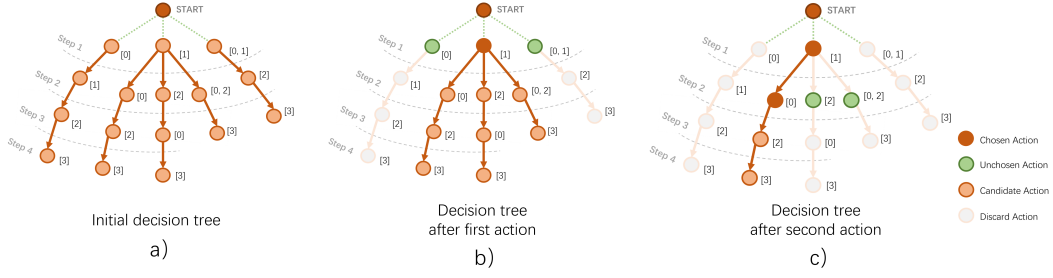 START
Step 1
[0]
[1]
[0, 1]
Step 2
[1]
[0]
[2]
[0, 2]
[2]
Step 3
[2]
[2]
[0]
[3]
[3]
Step 4
[3]
[3]
[3]
Initial decision tree
a)
START
Step 1
[0]
[1]
[0, 1]
Step 2
[1]
[0]
[2]
[0, 2]
[2]
Step 3
[2]
[2]
[0]
[3]
[3]
Step 4
[3]
[3]
[3]
Decision tree
after first action
b)
START
Step 1
[0]
[1]
[0, 1]
Step 2
[1]
[0]
[2]
[0, 2]
[2]
Step 3
[2]
[2]
[0]
[3]
[3]
Step 4
[3]
[3]
[3]
Decision tree
after second action
c)
Chosen Action
Unchosen Action
Candidate Action
Discard Action